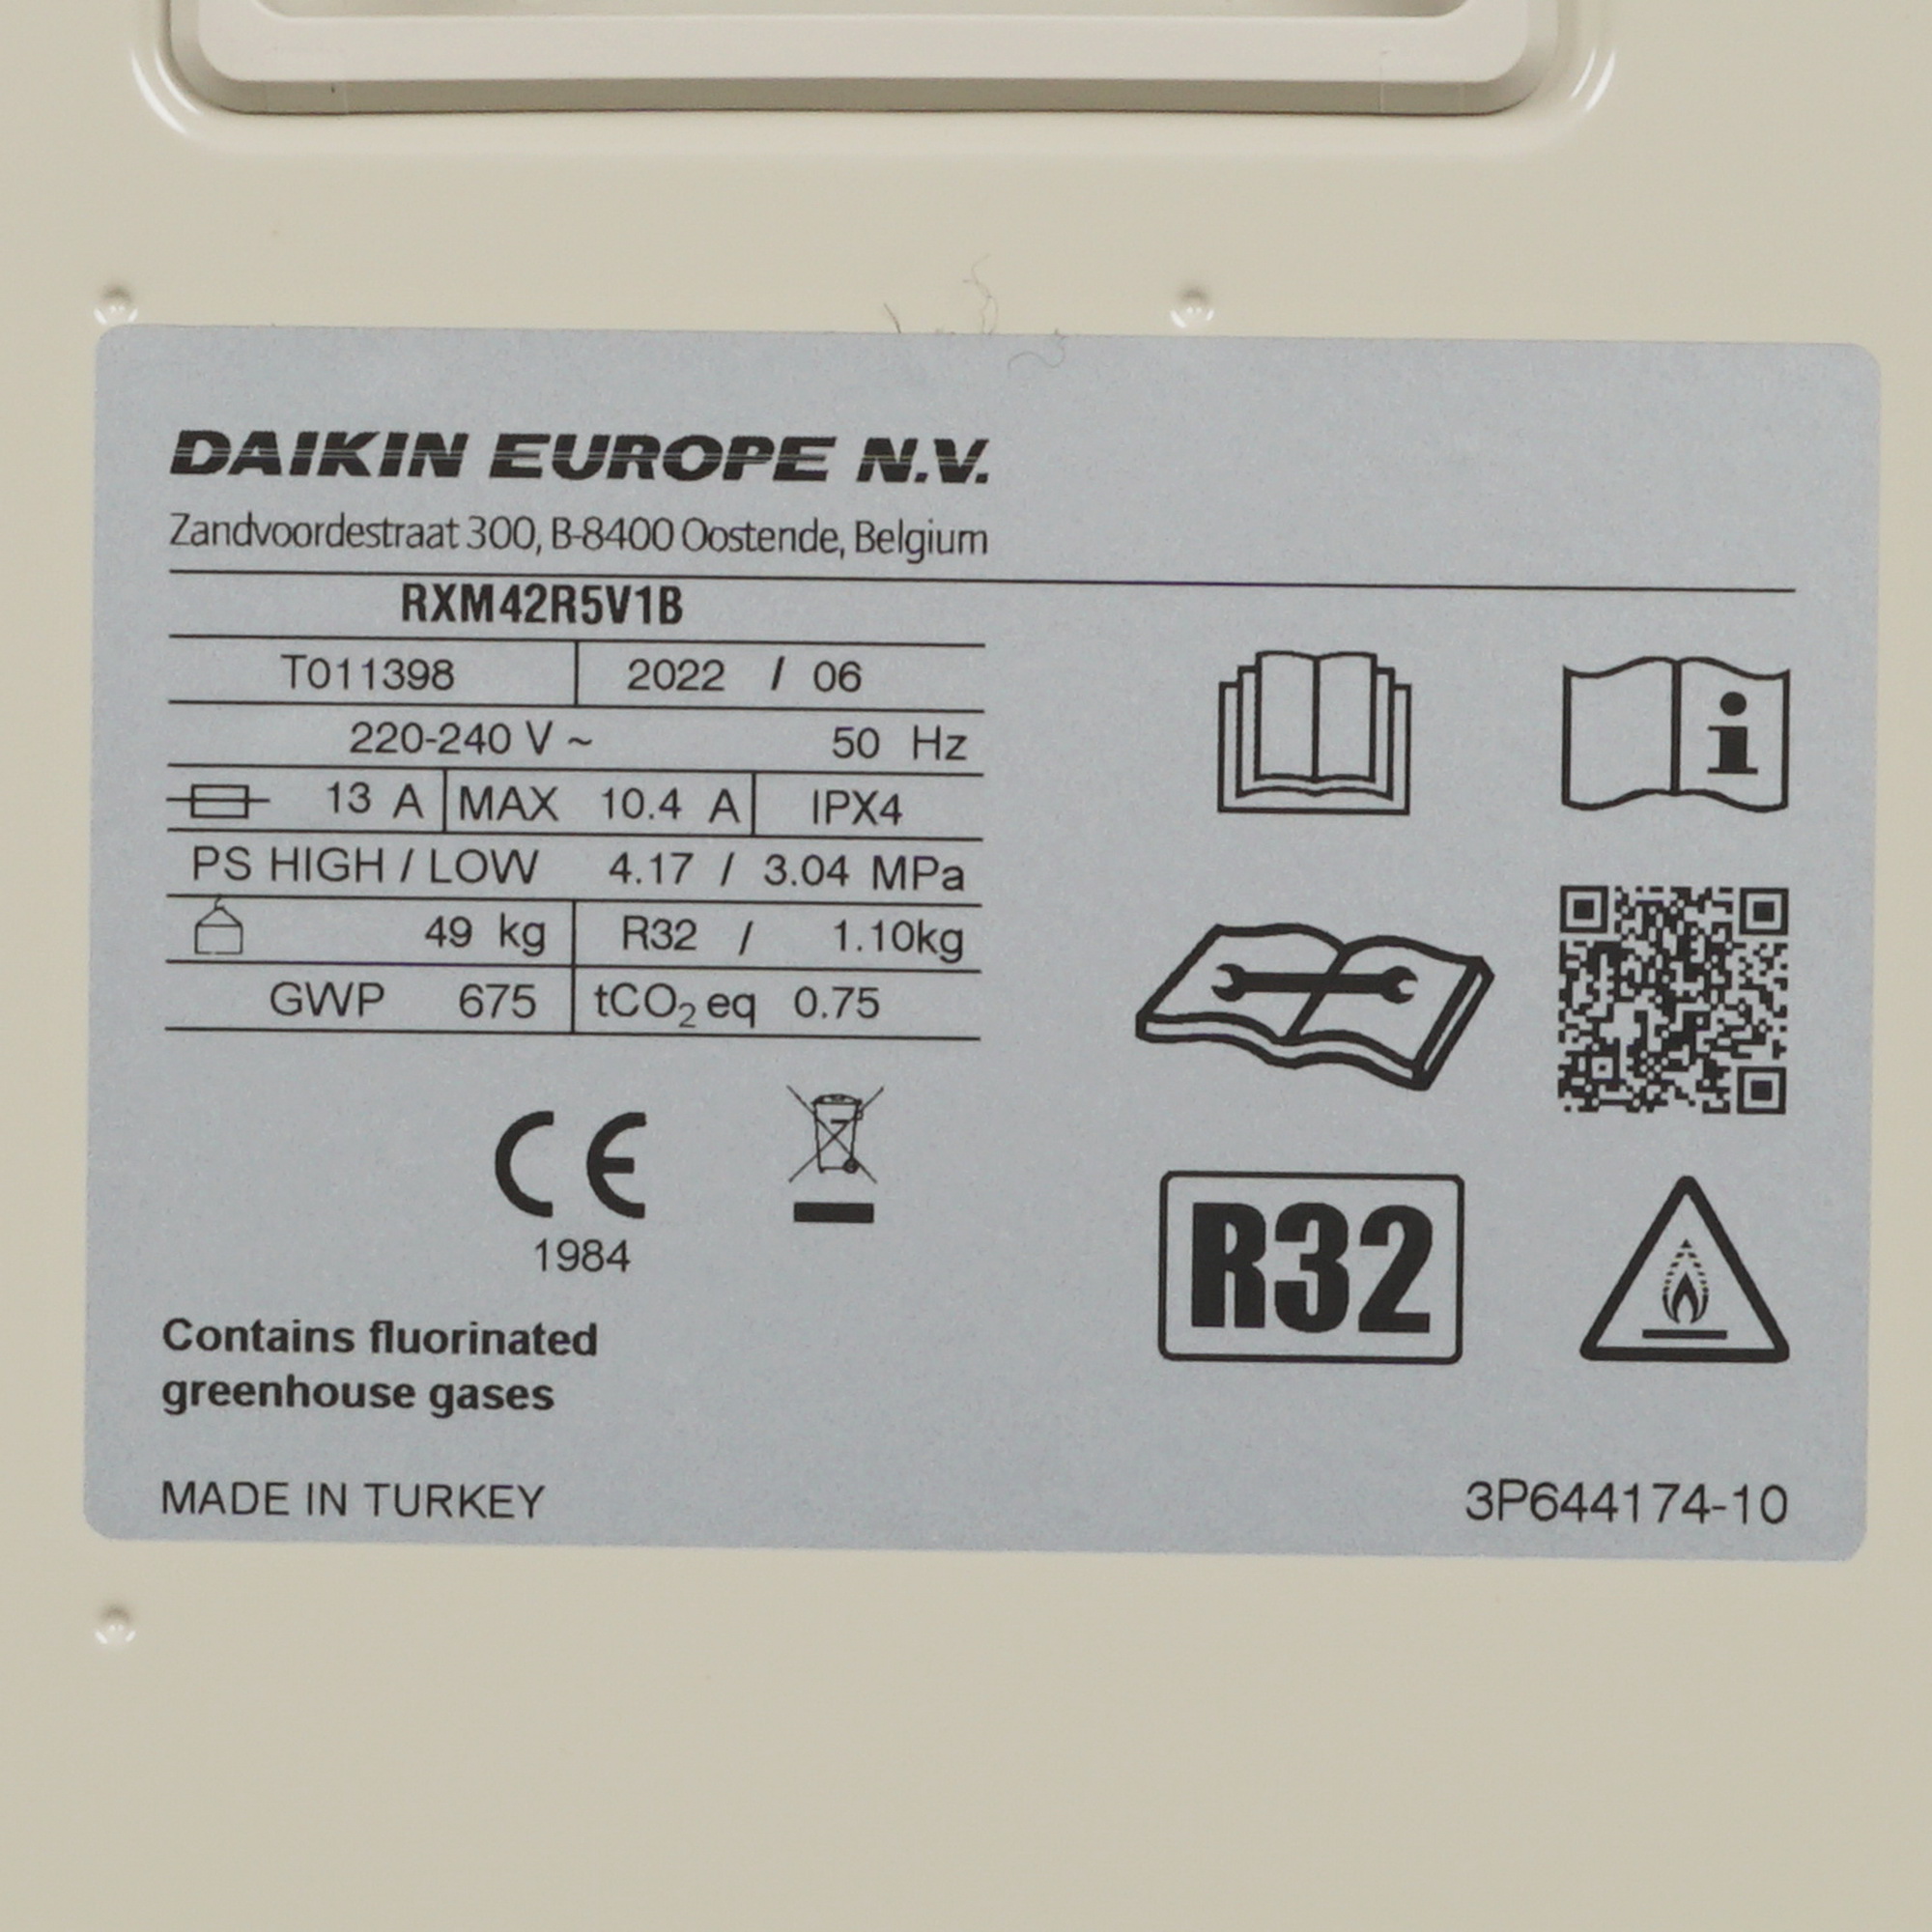 DAIKIN EUROPE N.V.
Zandvoordestraat 300, B-8400 Oostende, Belgium
RXM42R5V1B
T011398 2022 / 06
220-240 V ~ 50 Hz
13 A MAX 10.4 A IPX4
PS HIGH / LOW 4.17 / 3.04 MPa
49 kg R32 / 1.10kg
GWP 675 tCO₂ eq 0.75
CE
1984
R32
Contains fluorinated
greenhouse gases
MADE IN TURKEY
3P644174-10